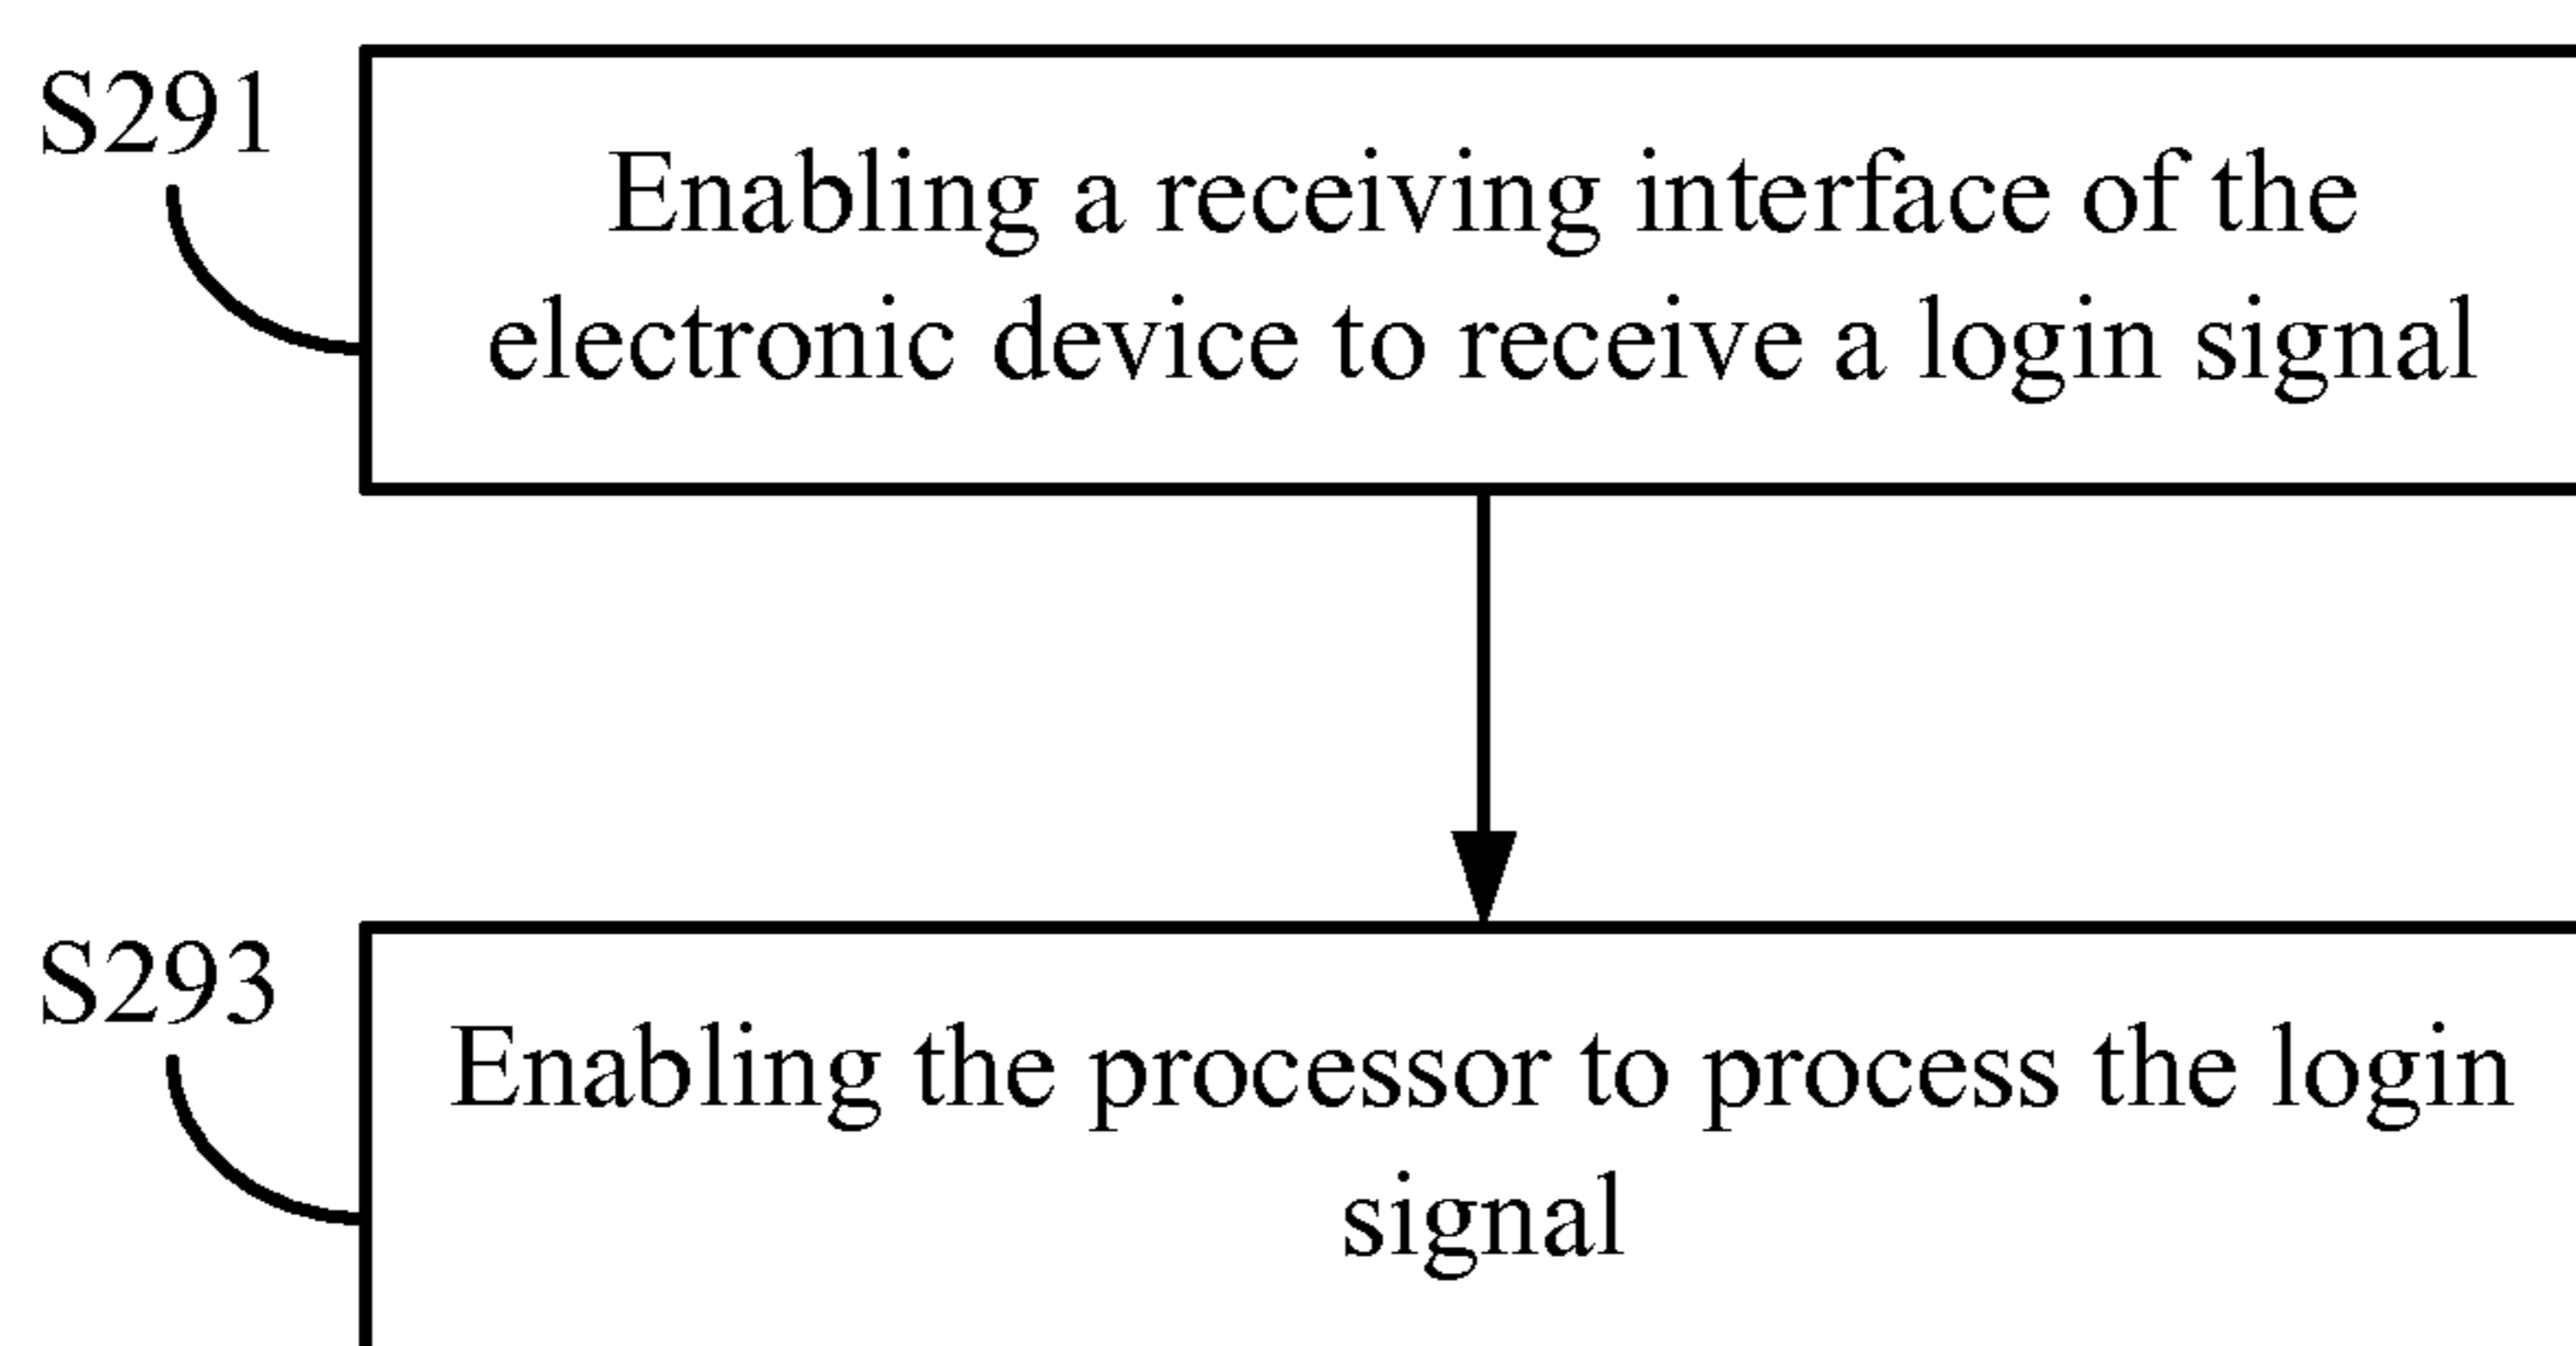 S291
Enabling a receiving interface of the
electronic device to receive a login signal
S293
Enabling the processor to process the login
signal